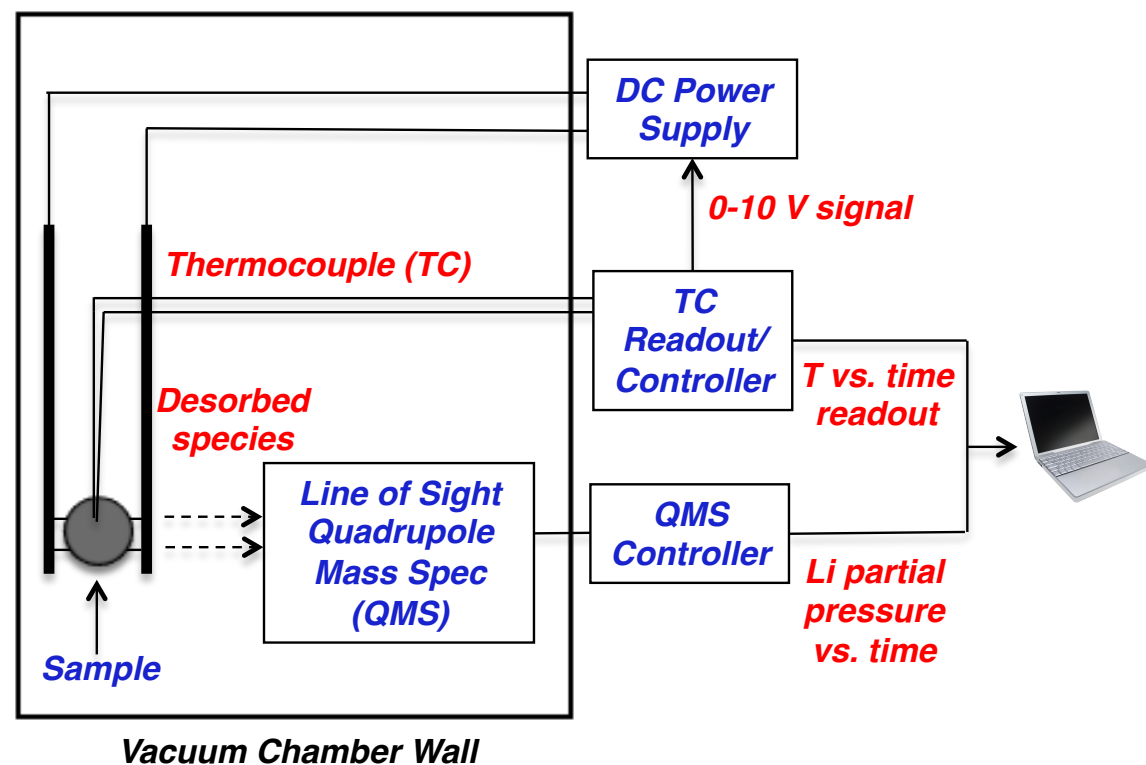 DC Power
Supply
0-10 V signal
Thermocouple (TC)
TC
Readout/
Controller
T vs. time
readout
Desorbed
species
Line of Sight
Quadrupole
Mass Spec
(QMS)
QMS
Controller
Li partial
pressure
vs. time
Sample
Vacuum Chamber Wall